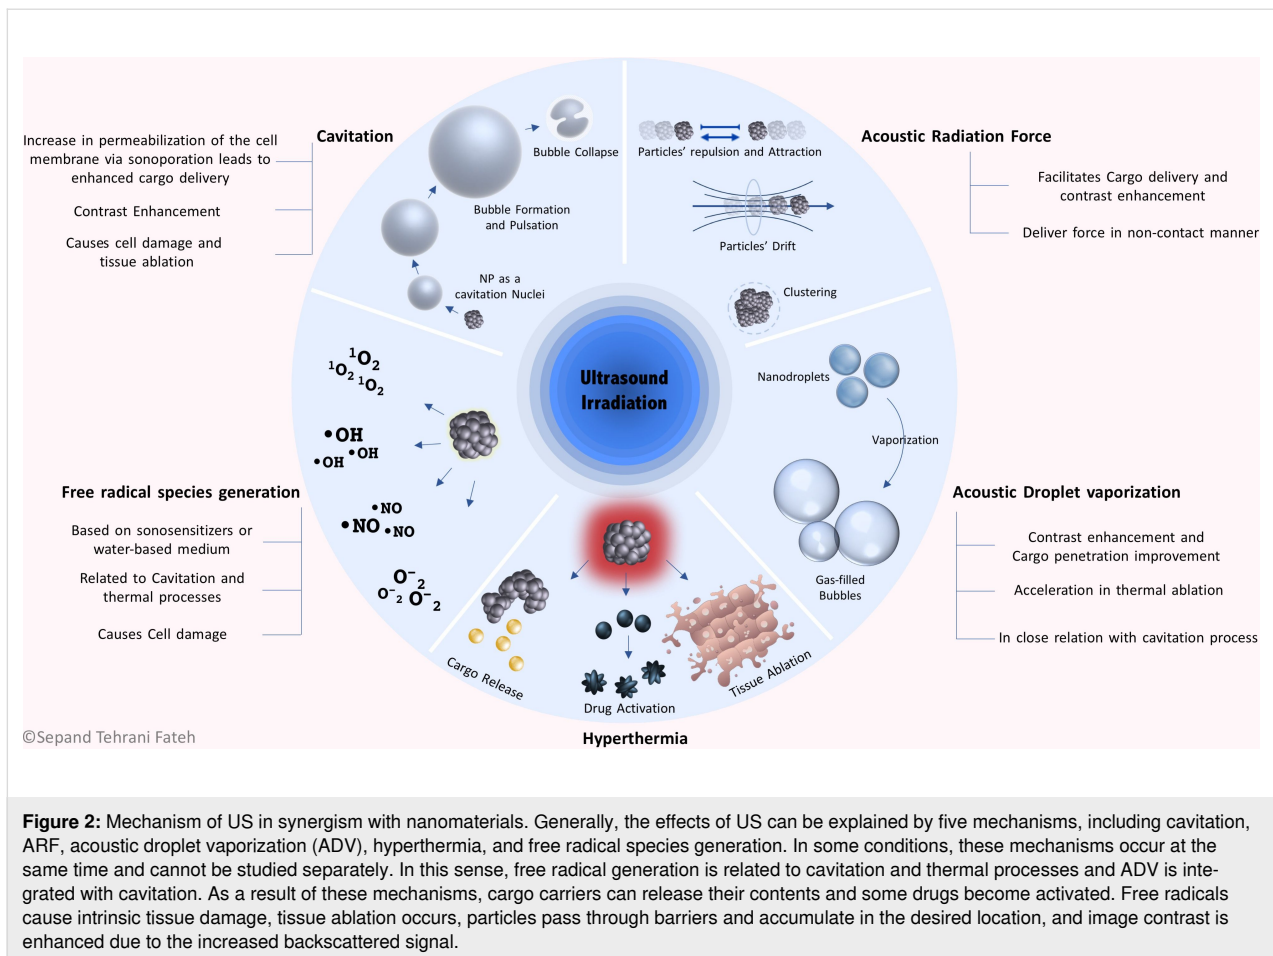 Cavitation
Increase in permeabilization of the cell
membrane via sonoporation leads to
enhanced cargo delivery
Contrast Enhancement
Causes cell damage and
tissue ablation
Bubble Collapse
Bubble Formation
and Pulsation
NP as a
cavitation Nuclei
Acoustic Radiation Force
Particles' repulsion and Attraction
Particles' Drift
Clustering
Facilitates Cargo delivery and
contrast enhancement
Deliver force in non-contact manner
Ultrasound
Irradiation
Nanodroplets
Vaporization
Gas-filled
Bubbles
Acoustic Droplet vaporization
Contrast enhancement and
Cargo penetration improvement
Acceleration in thermal ablation
In close relation with cavitation process
¹O₂
¹O₂ ¹O₂
•OH
•OH •OH
•NO
•NO •NO
O⁻₂
O⁻₂ O⁻₂
Free radical species generation
Based on sonosensitizers or
water-based medium
Related to Cavitation and
thermal processes
Causes Cell damage
Cargo Release
Drug Activation
Tissue Ablation
Hyperthermia
©Sepand Tehrani Fateh
Figure 2: Mechanism of US in synergism with nanomaterials. Generally, the effects of US can be explained by five mechanisms, including cavitation,
ARF, acoustic droplet vaporization (ADV), hyperthermia, and free radical species generation. In some conditions, these mechanisms occur at the
same time and cannot be studied separately. In this sense, free radical generation is related to cavitation and thermal processes and ADV is inte-
grated with cavitation. As a result of these mechanisms, cargo carriers can release their contents and some drugs become activated. Free radicals
cause intrinsic tissue damage, tissue ablation occurs, particles pass through barriers and accumulate in the desired location, and image contrast is
enhanced due to the increased backscattered signal.